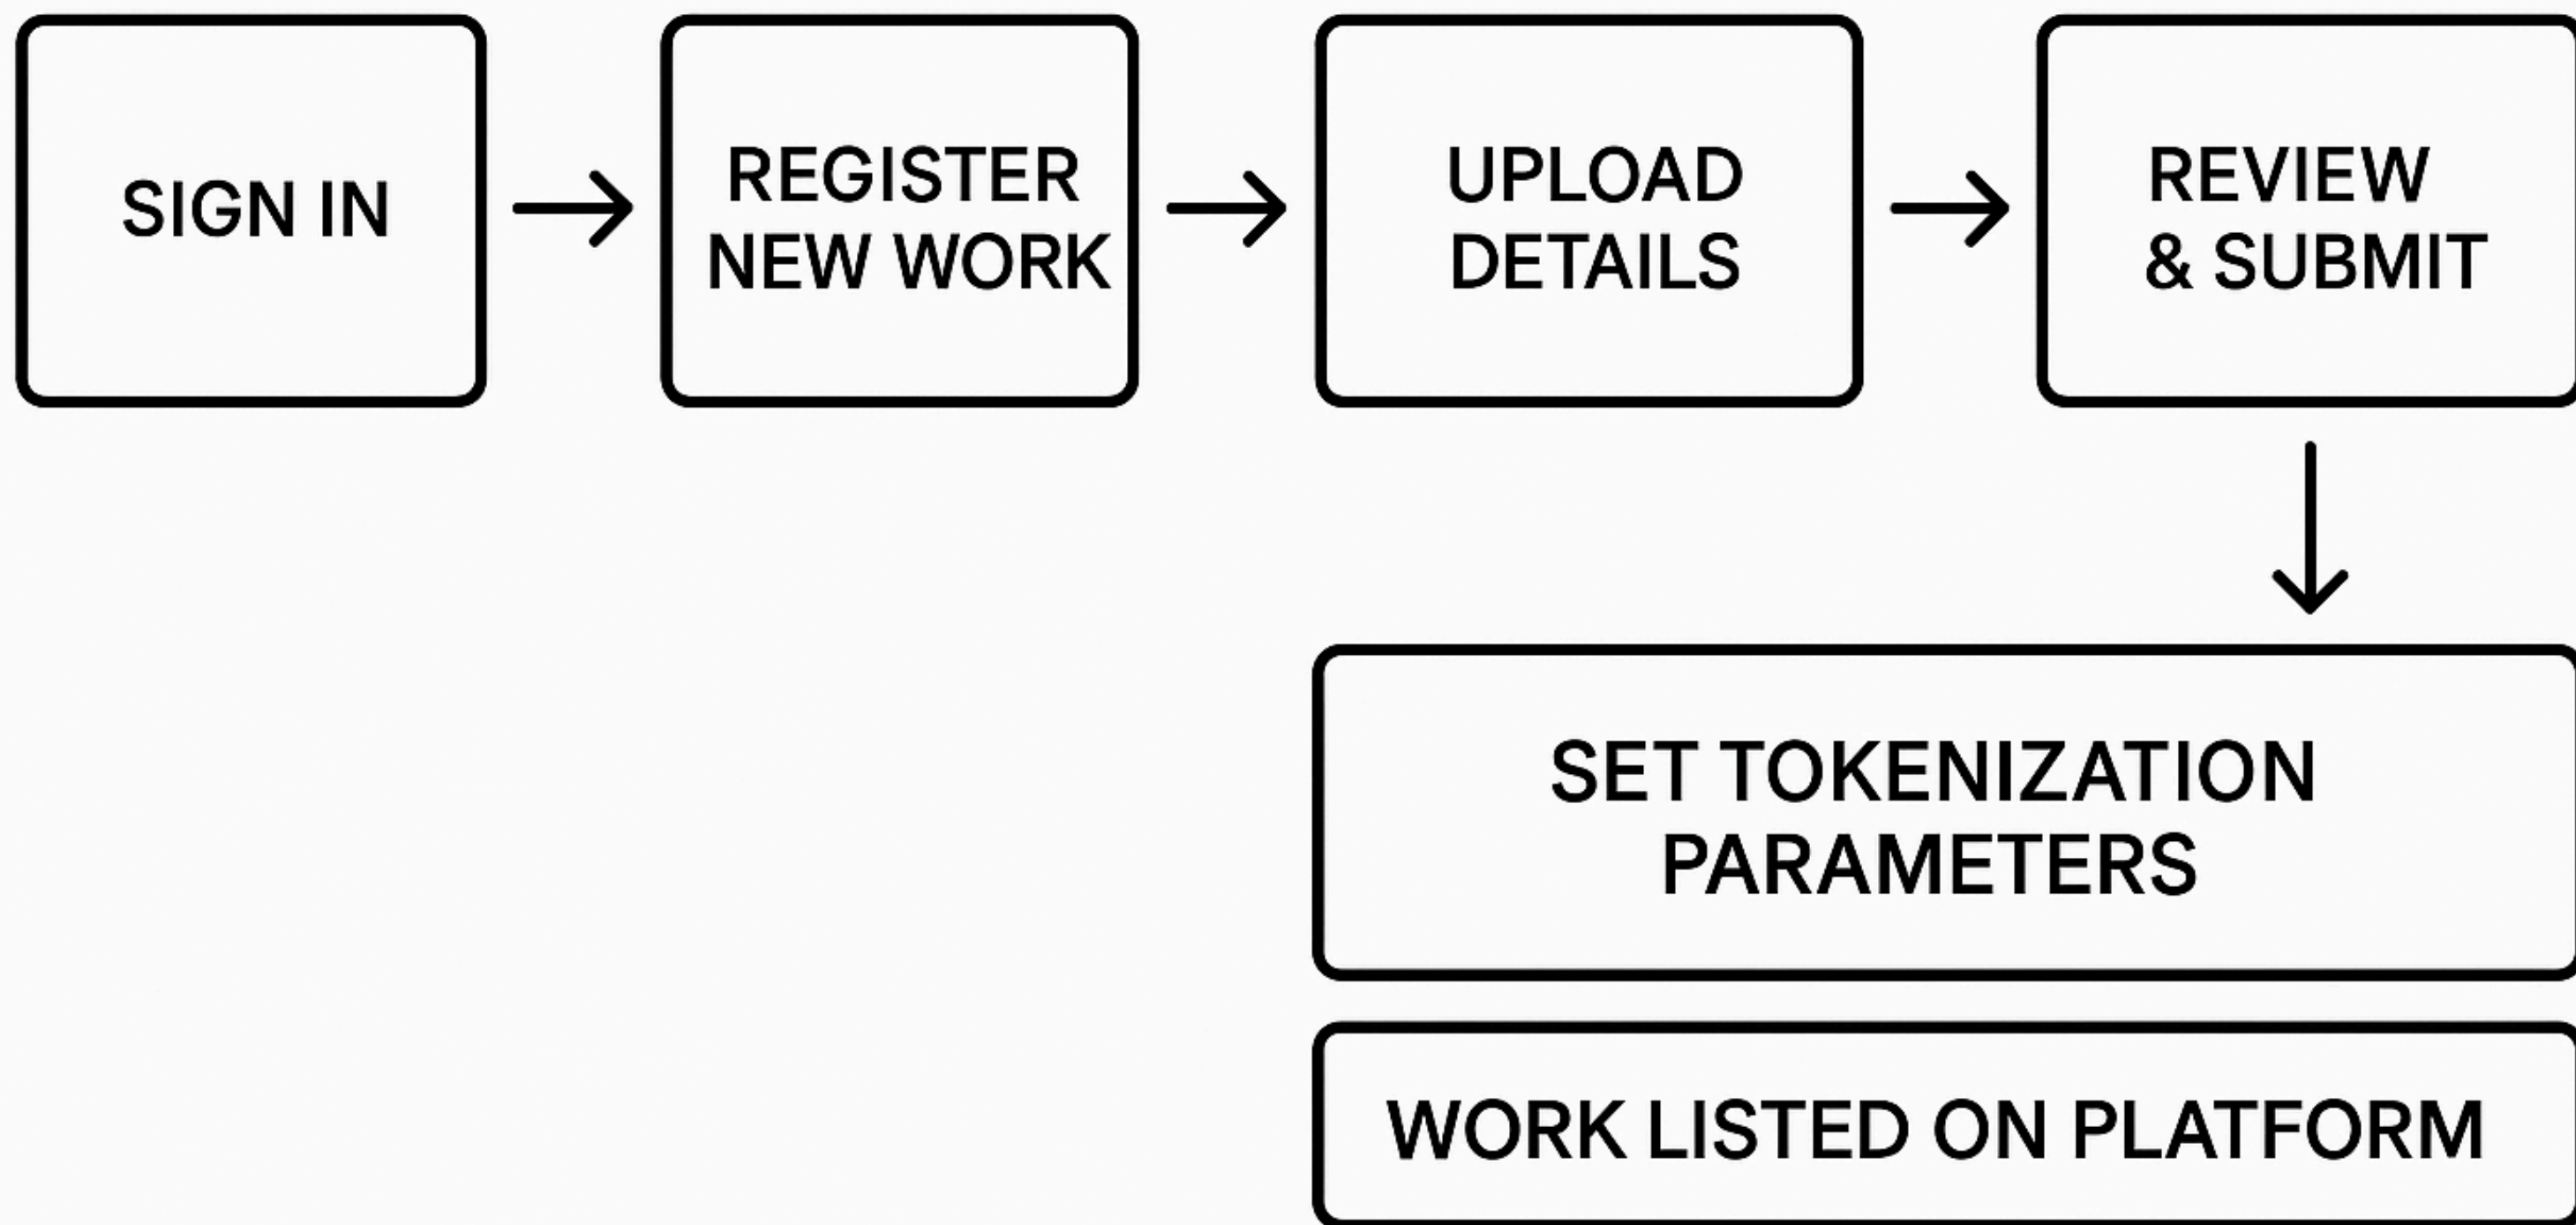 SIGN IN
REGISTER
NEW WORK
UPLOAD
DETAILS
REVIEW
& SUBMIT
SET TOKENIZATION
PARAMETERS
WORK LISTED ON PLATFORM